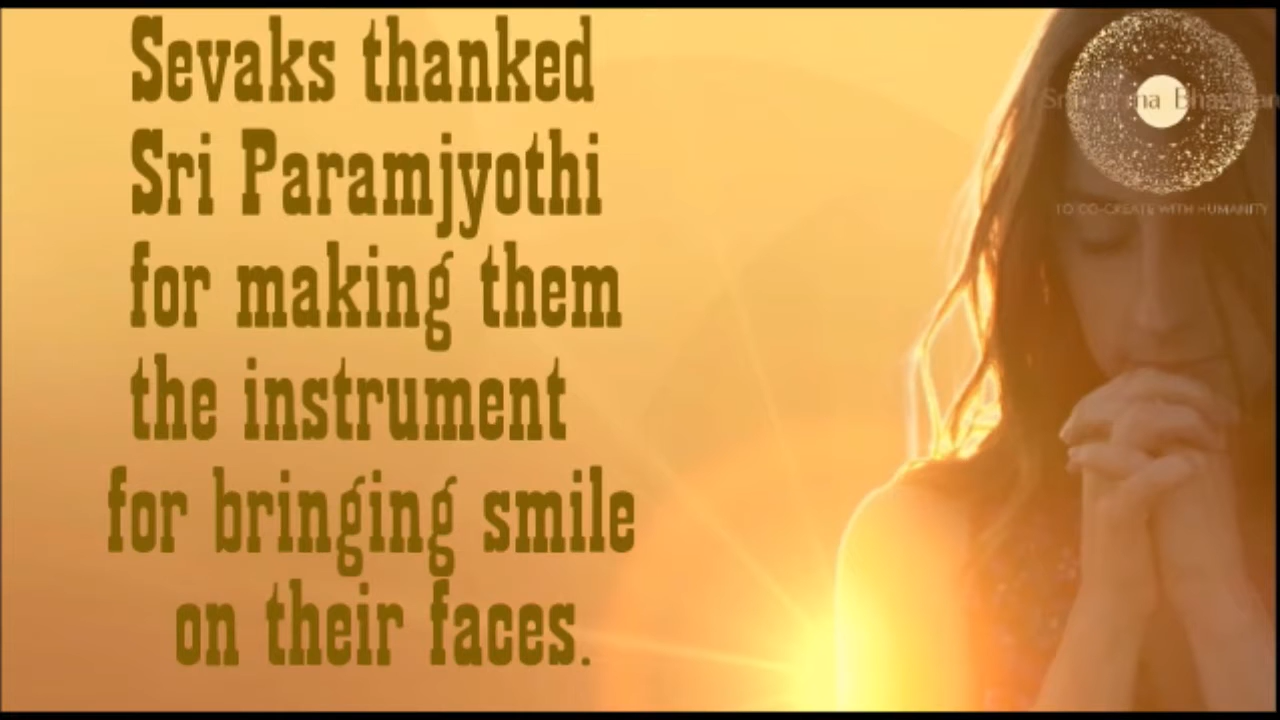 Sevaks thanked
Sri Paramjyothi
for making them
the instrument
for bringing smile
on their faces.
TO CO-CREATE WITH HUMANITY